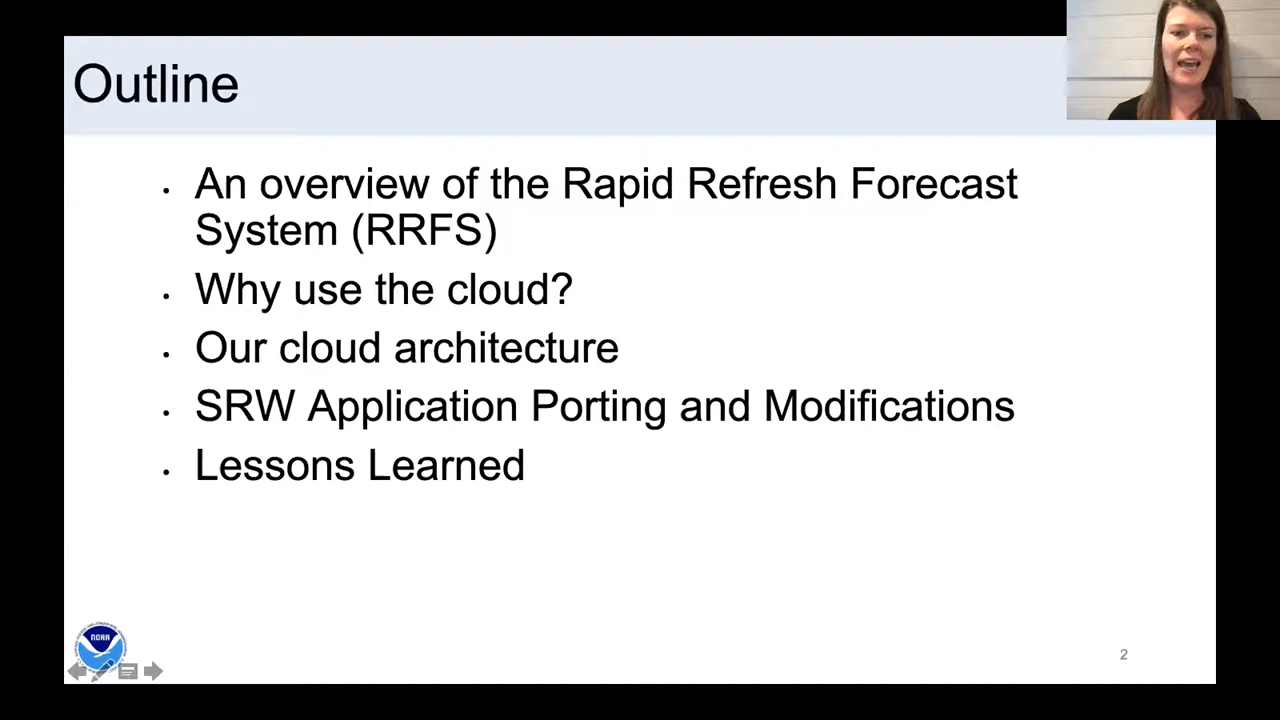 Outline
• An overview of the Rapid Refresh Forecast
System (RRFS)
• Why use the cloud?
• Our cloud architecture
• SRW Application Porting and Modifications
• Lessons Learned
NOAA
2